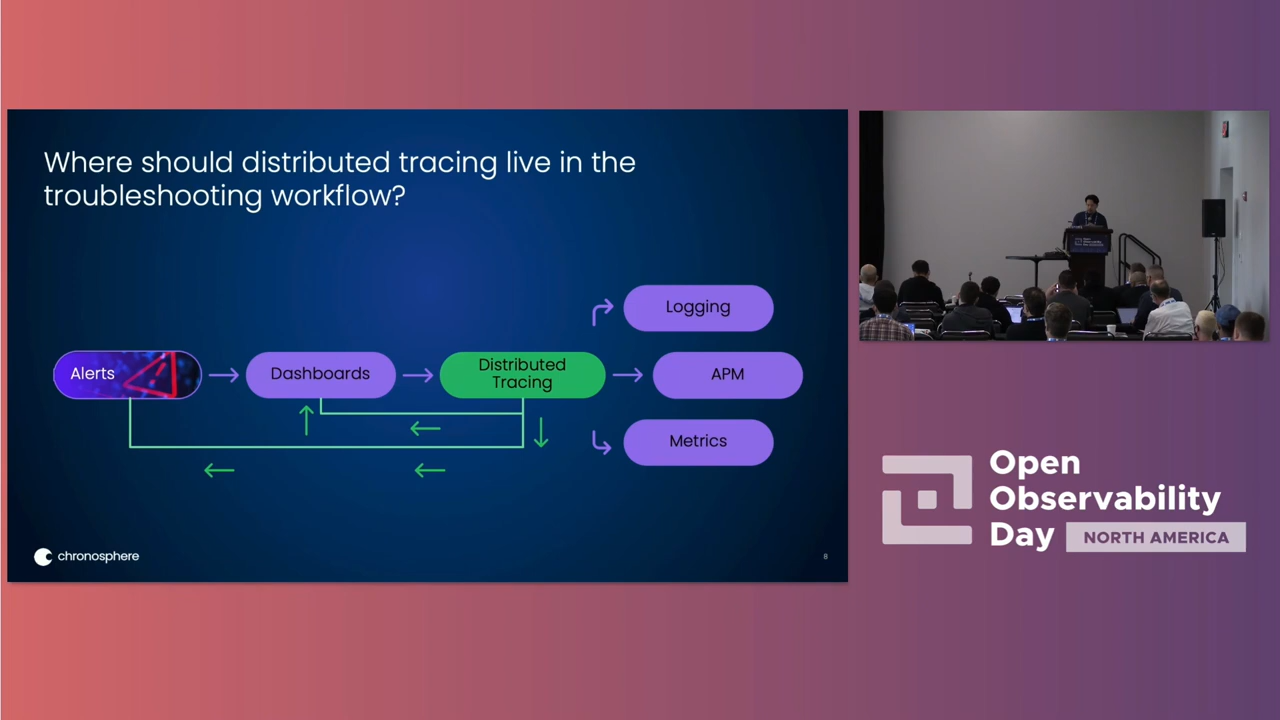 Where should distributed tracing live in the
troubleshooting workflow?
Logging
Alerts
Dashboards
Distributed
Tracing
APM
Metrics
chronosphere
8
Open
Observability
Day
NORTH AMERICA